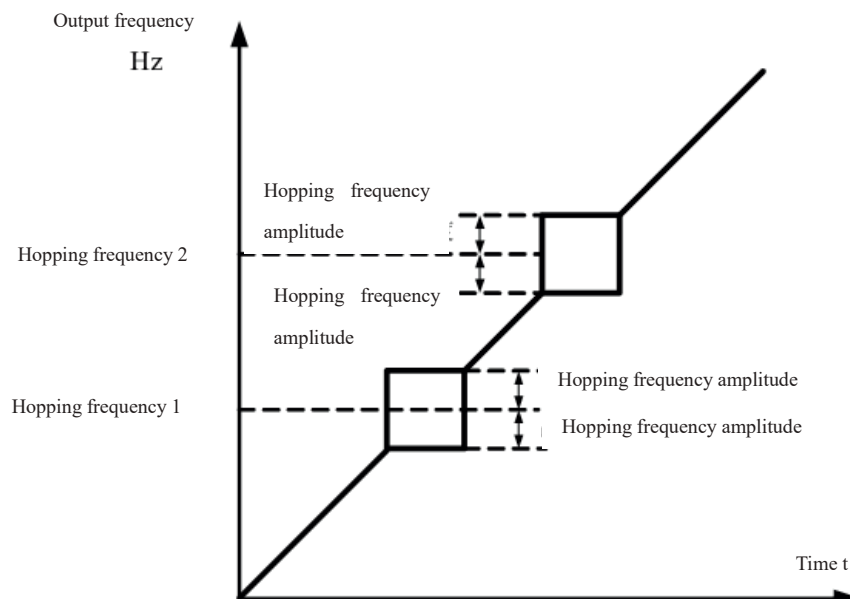 Output frequency
Hz
Hopping frequency
amplitude
Hopping frequency 2
Hopping frequency
amplitude
Hopping frequency amplitude
Hopping frequency 1
Hopping frequency amplitude
Time t